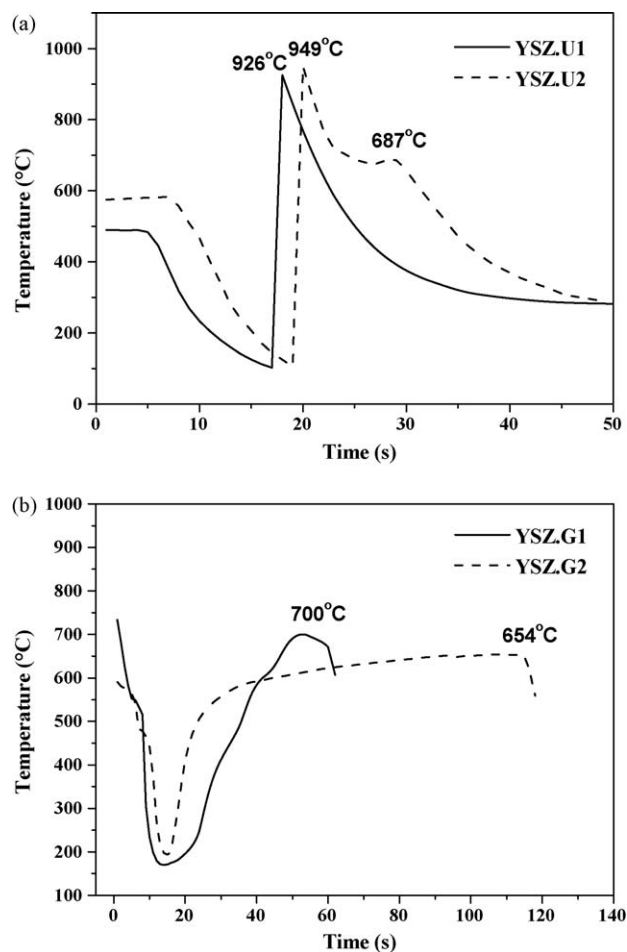 (a)
1000
800
600
400
200
0
Temperature (°C)
926°C
949°C
687°C
YSZ.U1
YSZ.U2
0 10 20 30 40 50
Time (s)
(b)
1000
900
800
700
600
500
400
300
200
100
Temperature (°C)
YSZ.G1
YSZ.G2
700°C
654°C
0 20 40 60 80 100 120 140
Time (s)